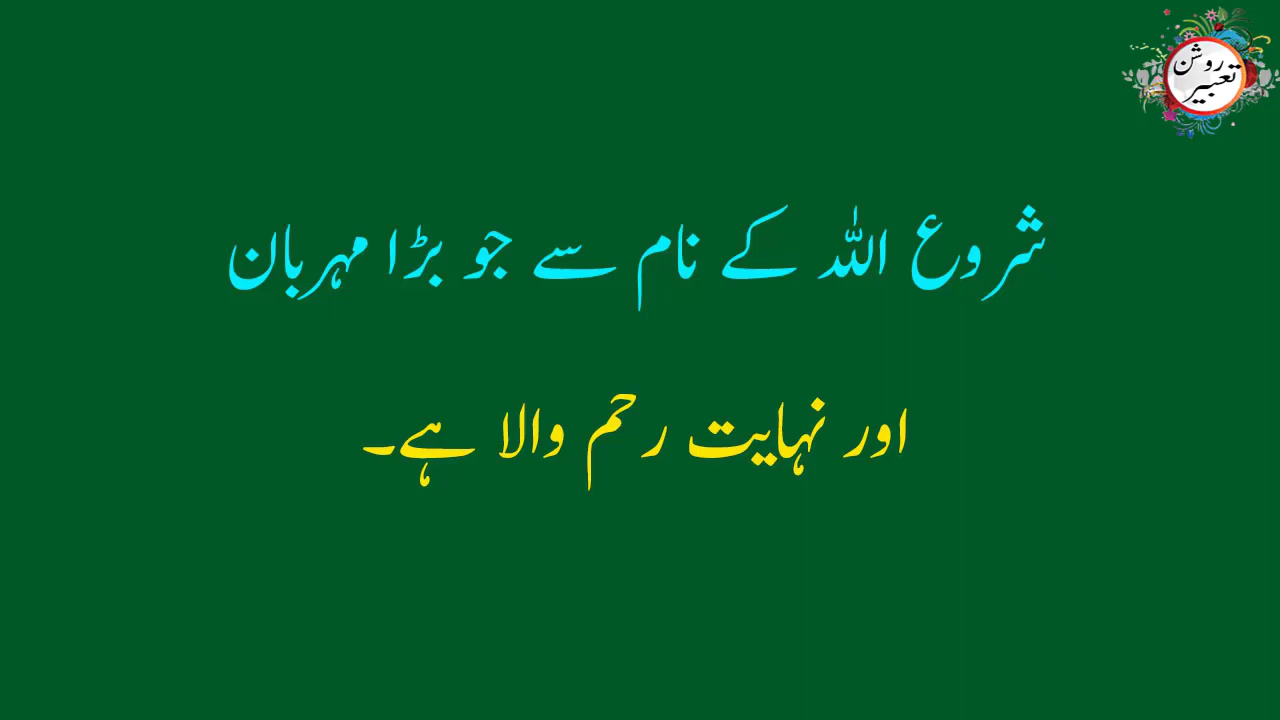 روشن
تعبیر
شروع اللہ کے نام سے جو بڑا مہربان
اور نہایت رحم والا ہے۔